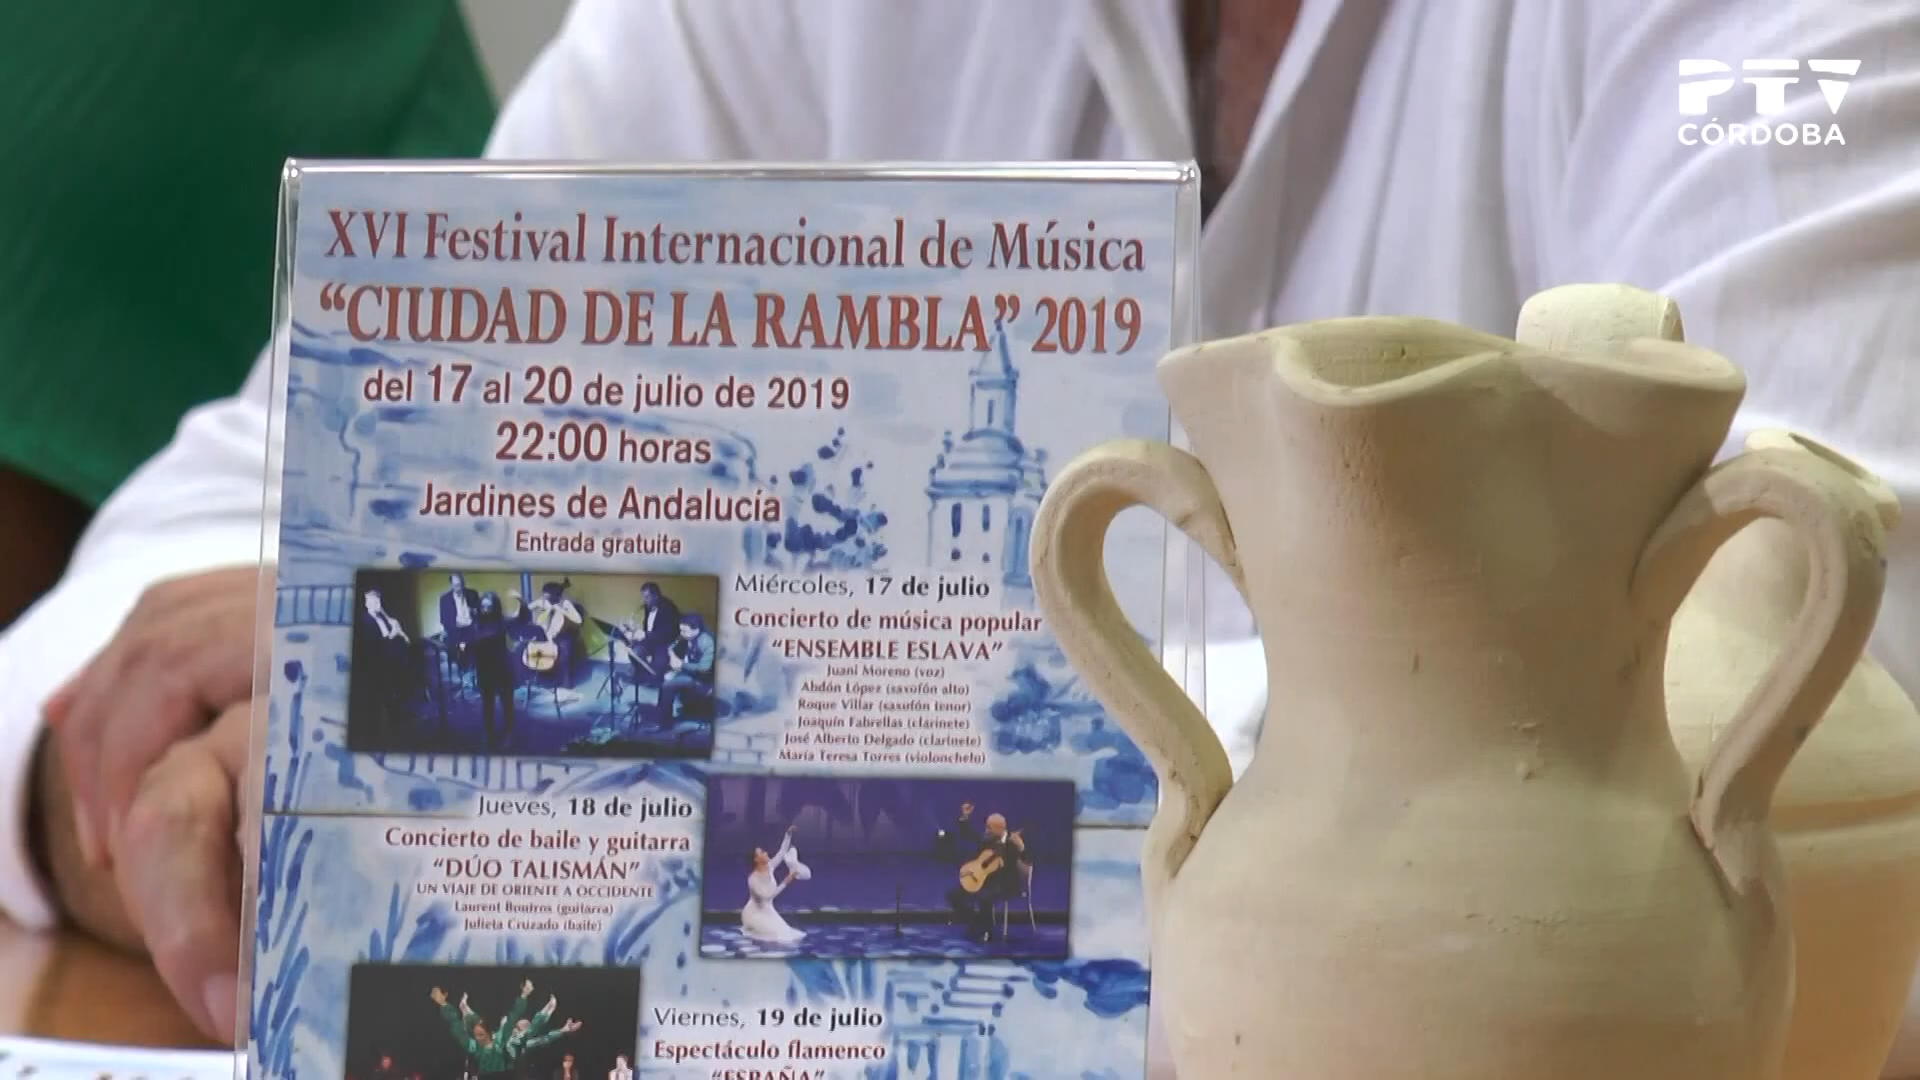 PTV
CÓRDOBA
XVI Festival Internacional de Música
“CIUDAD DE LA RAMBLA” 2019
del 17 al 20 de julio de 2019
22:00 horas
Jardines de Andalucía
Entrada gratuita
Miércoles, 17 de julio
Concierto de música popular
“ENSEMBLE ESLAVA”
Juani Moreno (voz)
Abdón López (saxofón alto)
Roque Villar (saxofón tenor)
Joaquín Fabrellas (clarinete)
José Alberto Delgado (clarinete)
María Teresa Torres (violonchelo)
Jueves, 18 de julio
Concierto de baile y guitarra
“DÚO TALISMÁN”
UN VIAJE DE ORIENTE A OCCIDENTE
Laurent Boutros (guitarra)
Julieta Cruzado (baile)
Viernes, 19 de julio
Espectáculo flamenco
“ESPAÑA”